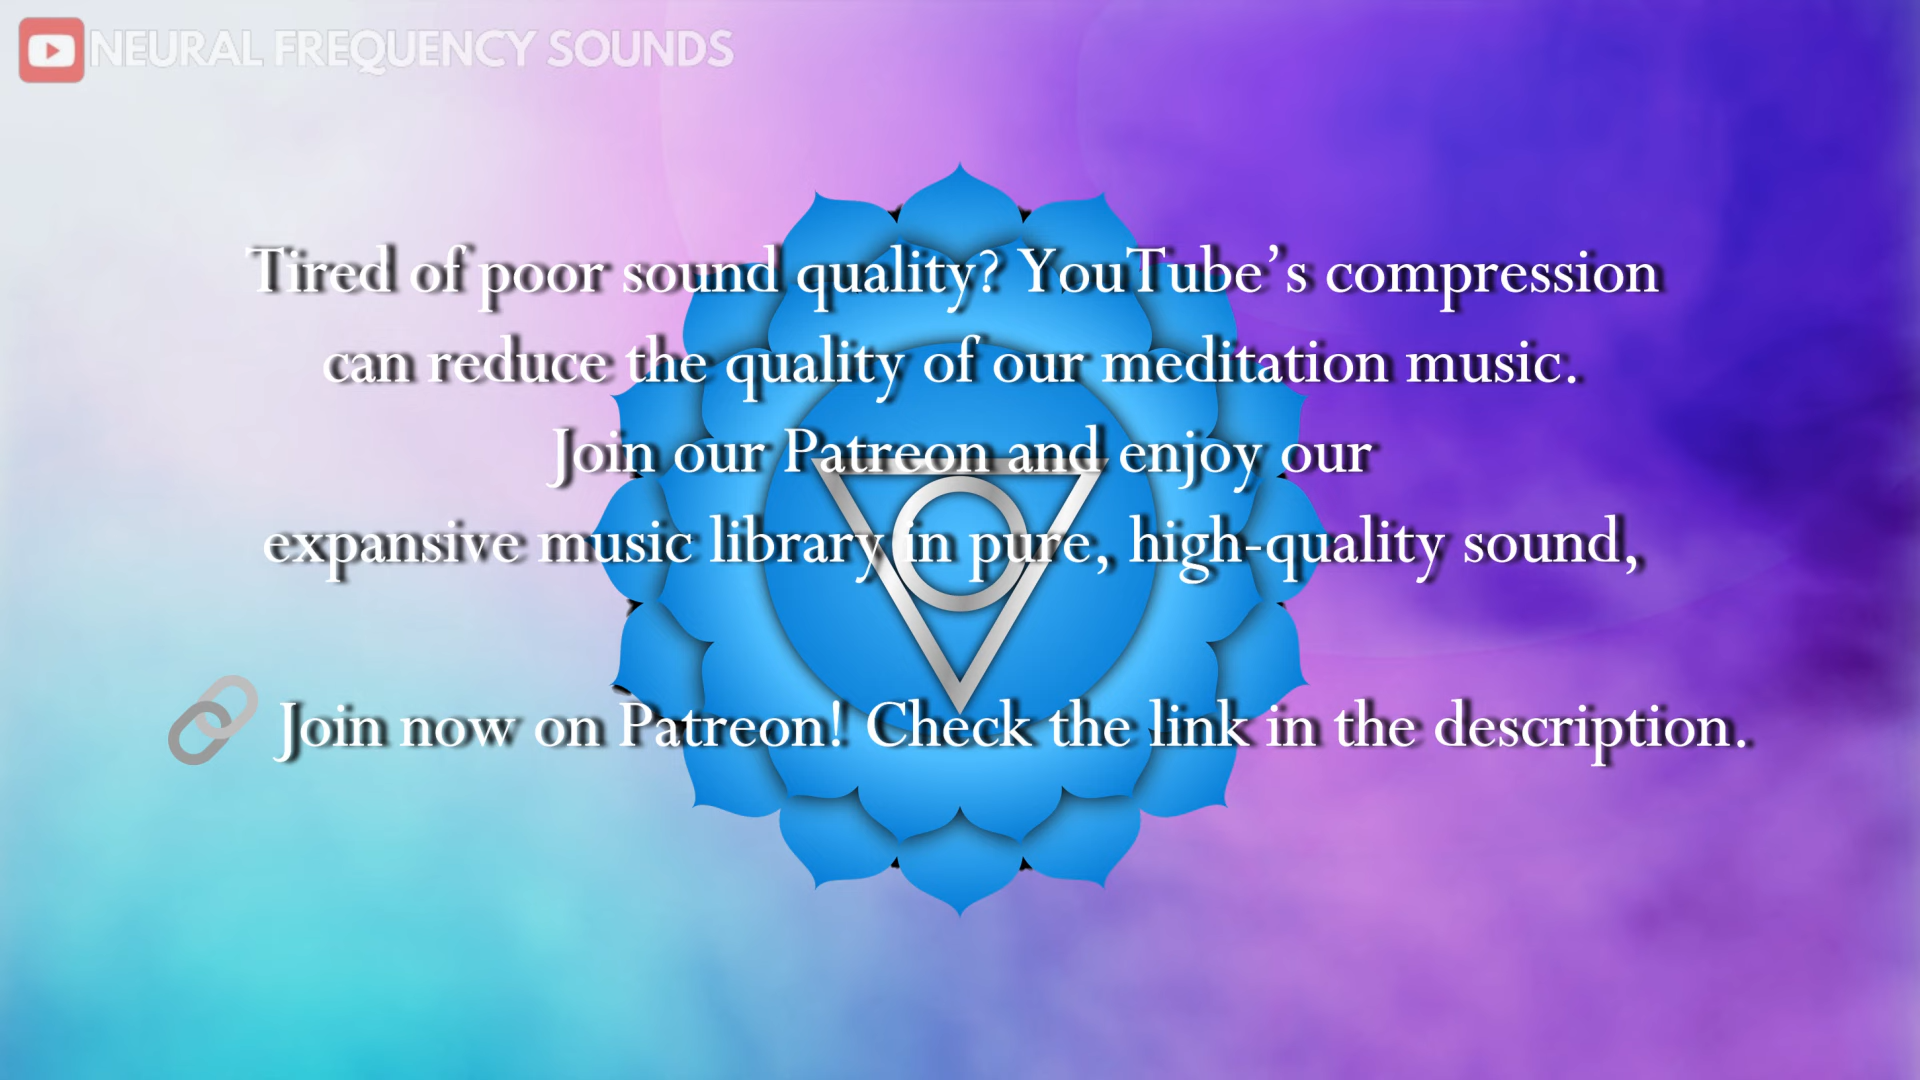 NEURAL FREQUENCY SOUNDS
Tired of poor sound quality? YouTube’s compression
can reduce the quality of our meditation music.
Join our Patreon and enjoy our
expansive music library in pure, high-quality sound,
Join now on Patreon! Check the link in the description.